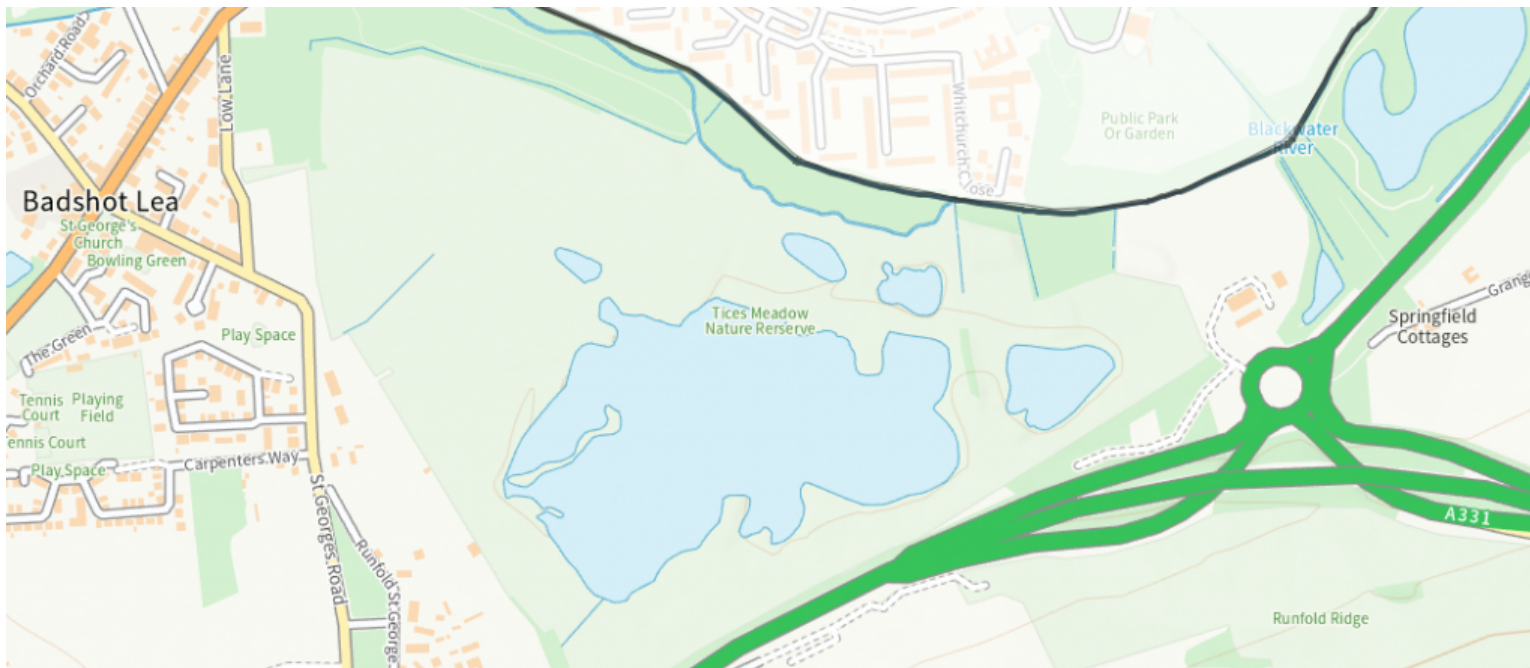 Orchard Road
Low Lane
Whitchurch Close
Public Park
Or Garden
Blackwater
River
Badshot Lea
St George's
Church
Bowling Green
Play Space
The Green
Tices Meadow
Nature Rerserve
Springfield
Cottages
Tennis
Court
Playing
Field
ennis Court
Play Space
Carpenters Way
St Georges Road
Runfold St George
A331
Runfold Ridge